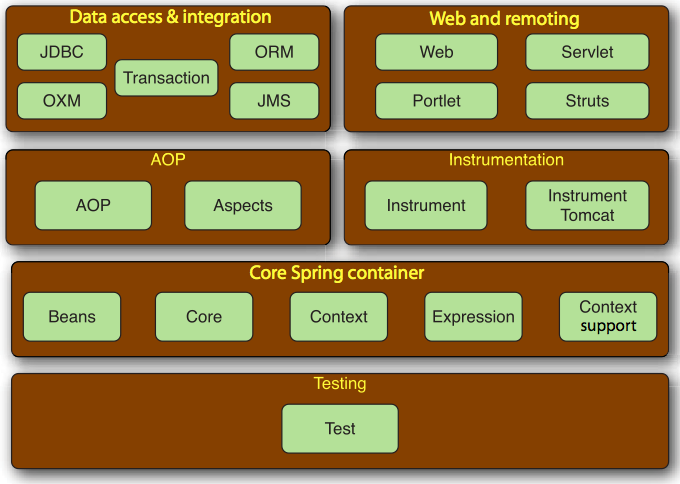 Data access & integration
JDBC
Transaction
ORM
OXM
JMS
Web and remoting
Web
Servlet
Portlet
Struts
AOP
AOP
Aspects
Instrumentation
Instrument
Instrument
Tomcat
Core Spring container
Beans
Core
Context
Expression
Context
support
Testing
Test